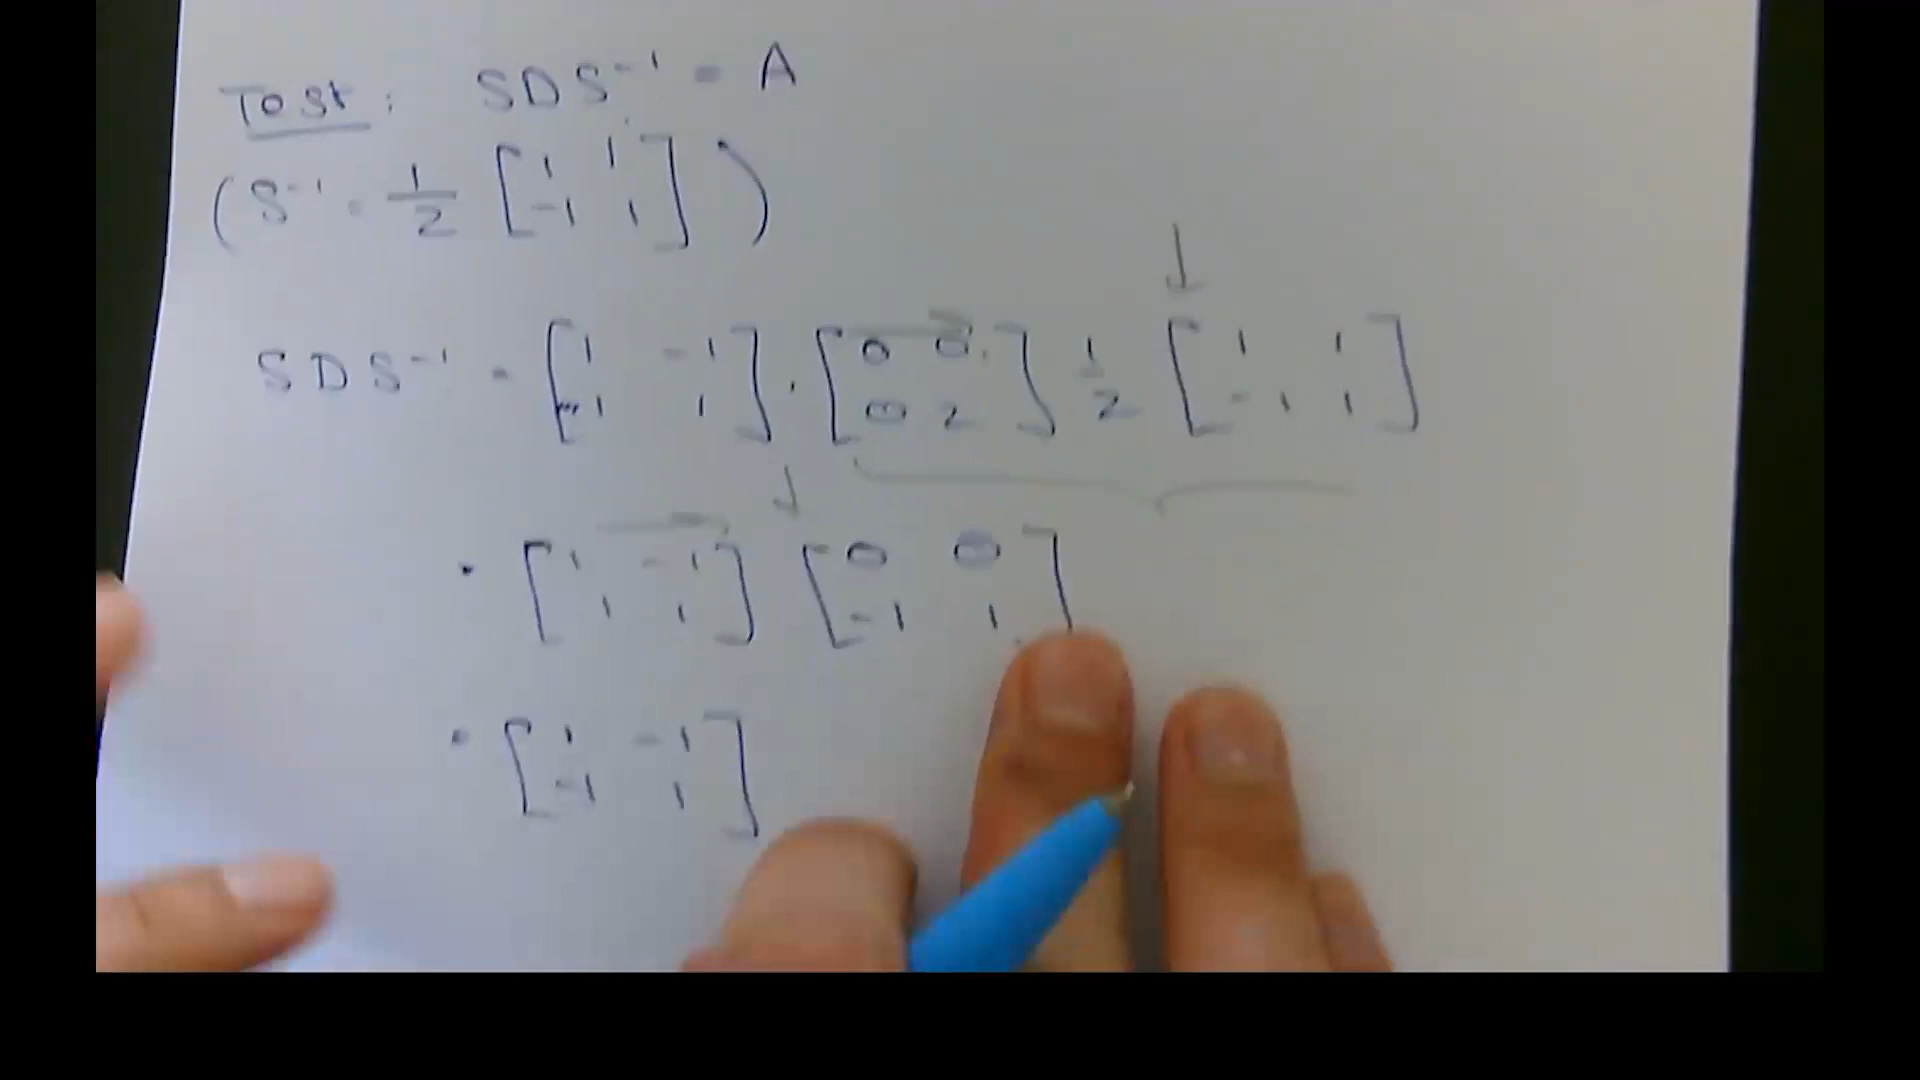 Test: SDS⁻¹ = A
(S⁻¹ = 1/2 [1 1; -1 1])
SDS⁻¹ = [1 -1; -1 1] · [0 0; 0 2] 1/2 [1 1; -1 1]
= [1 -1; 1 1] [0 0; -1 1]
= [1 -1; -1 1]